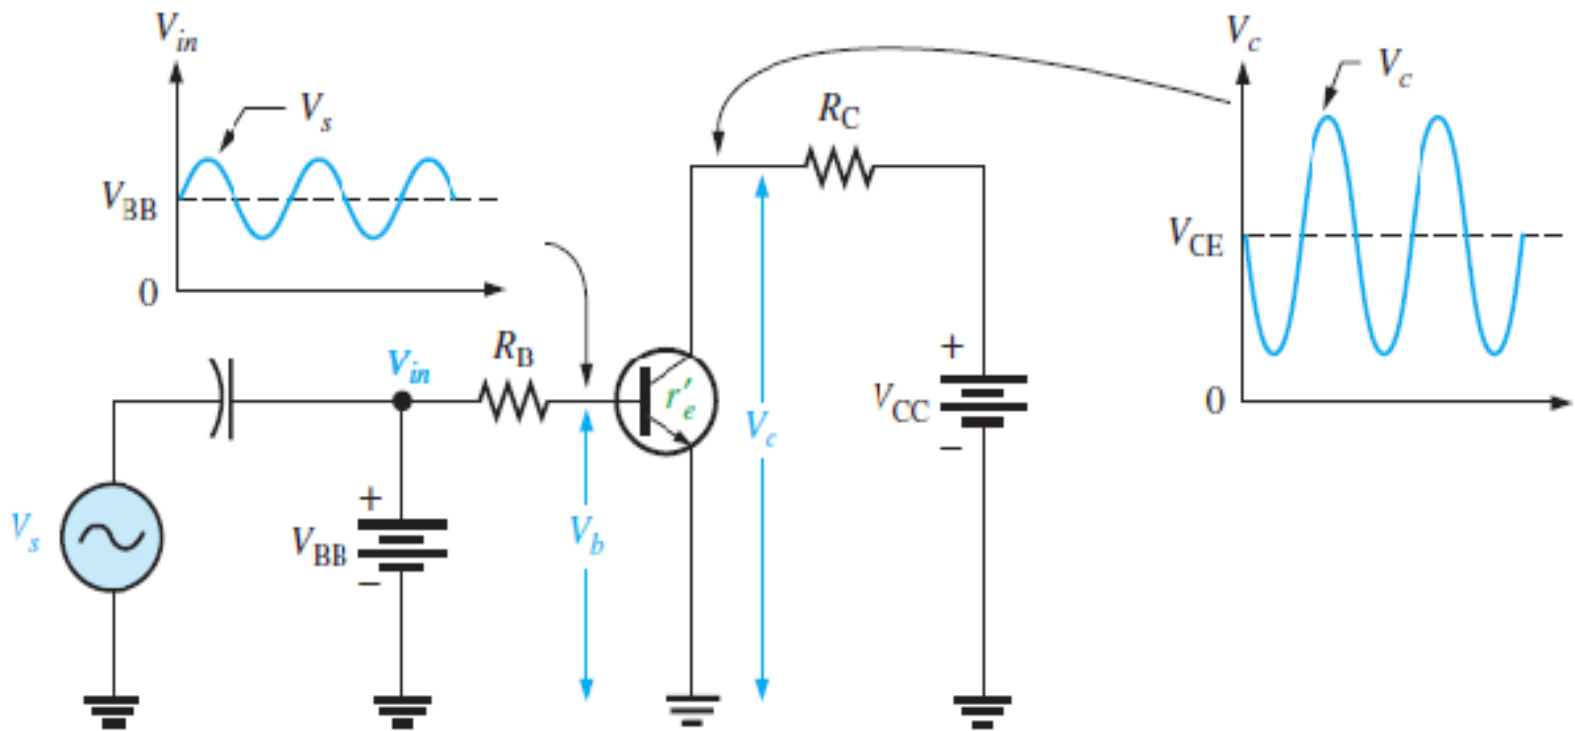 V_in
V_s
V_BB
0
V_c
V_c
V_CE
0
R_C
V_in
R_B
r'_e
V_c
+
V_CC
−
V_s
+
V_BB
−
V_b